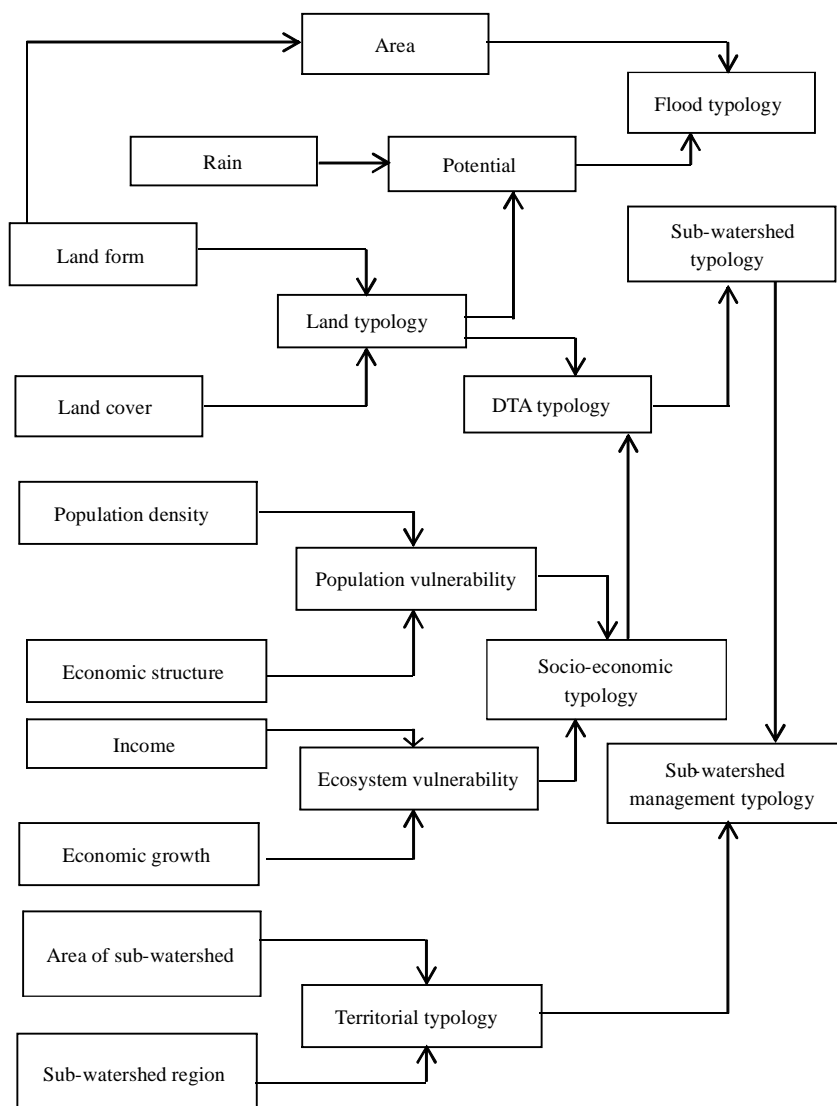 Area
Flood typology
Rain
Potential
Sub-watershed
typology
Land form
Land typology
Land cover
DTA typology
Population density
Population vulnerability
Economic structure
Socio-economic
typology
Income
Ecosystem vulnerability
Sub-watershed
management typology
Economic growth
Area of sub-watershed
Territorial typology
Sub-watershed region